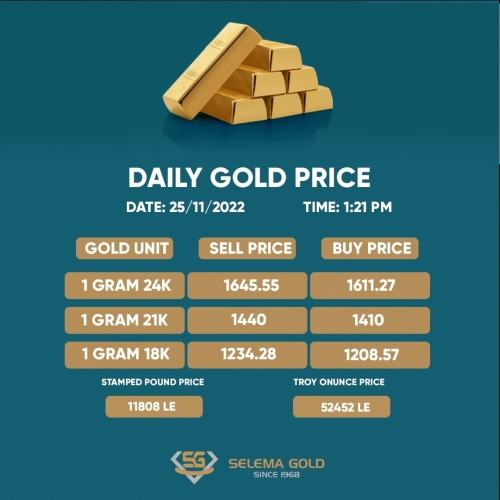 DAILY GOLD PRICE
DATE: 25/11/2022 TIME: 1:21 PM
GOLD UNIT SELL PRICE BUY PRICE
1 GRAM 24K 1645.55 1611.27
1 GRAM 21K 1440 1410
1 GRAM 18K 1234.28 1208.57
STAMPED POUND PRICE TROY ONUNCE PRICE
11808 LE 52452 LE
SG SELEMA GOLD
SINCE 1968